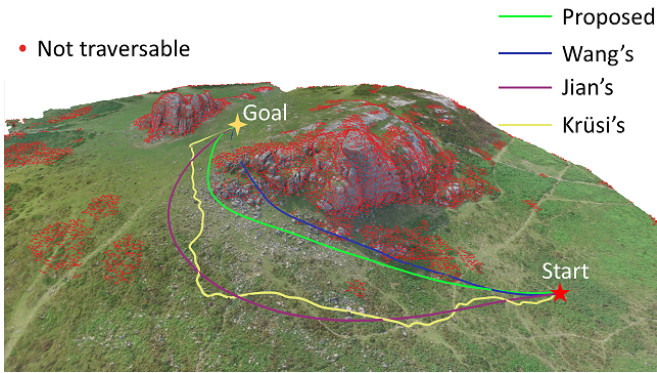 Proposed
Wang's
Jian's
Krüsi's
Not traversable
Goal
Start